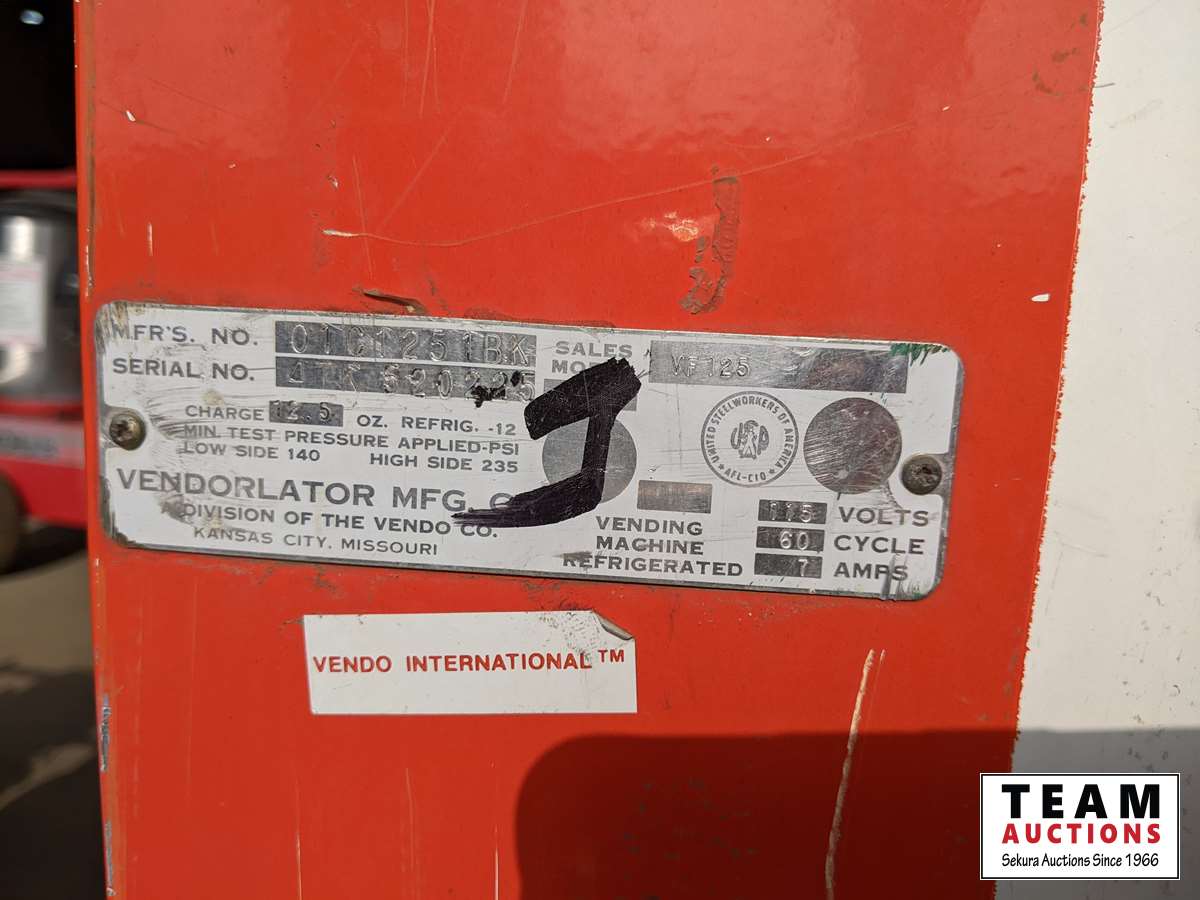 MFR'S. NO. SALES
VF125
SERIAL NO.
CHARGE 12.5 OZ. REFRIG. -12
MIN. TEST PRESSURE APPLIED-PSI
LOW SIDE 140 HIGH SIDE 235
VENDORLATOR MFG.
A DIVISION OF THE VENDO CO.
KANSAS CITY, MISSOURI
UNITED STEELWORKERS OF AMERICA
AFL-CIO
VENDING
MACHINE
REFRIGERATED
115 VOLTS
60 CYCLE
7 AMPS
VENDO INTERNATIONAL™
TEAM
AUCTIONS
Sekura Auctions Since 1966